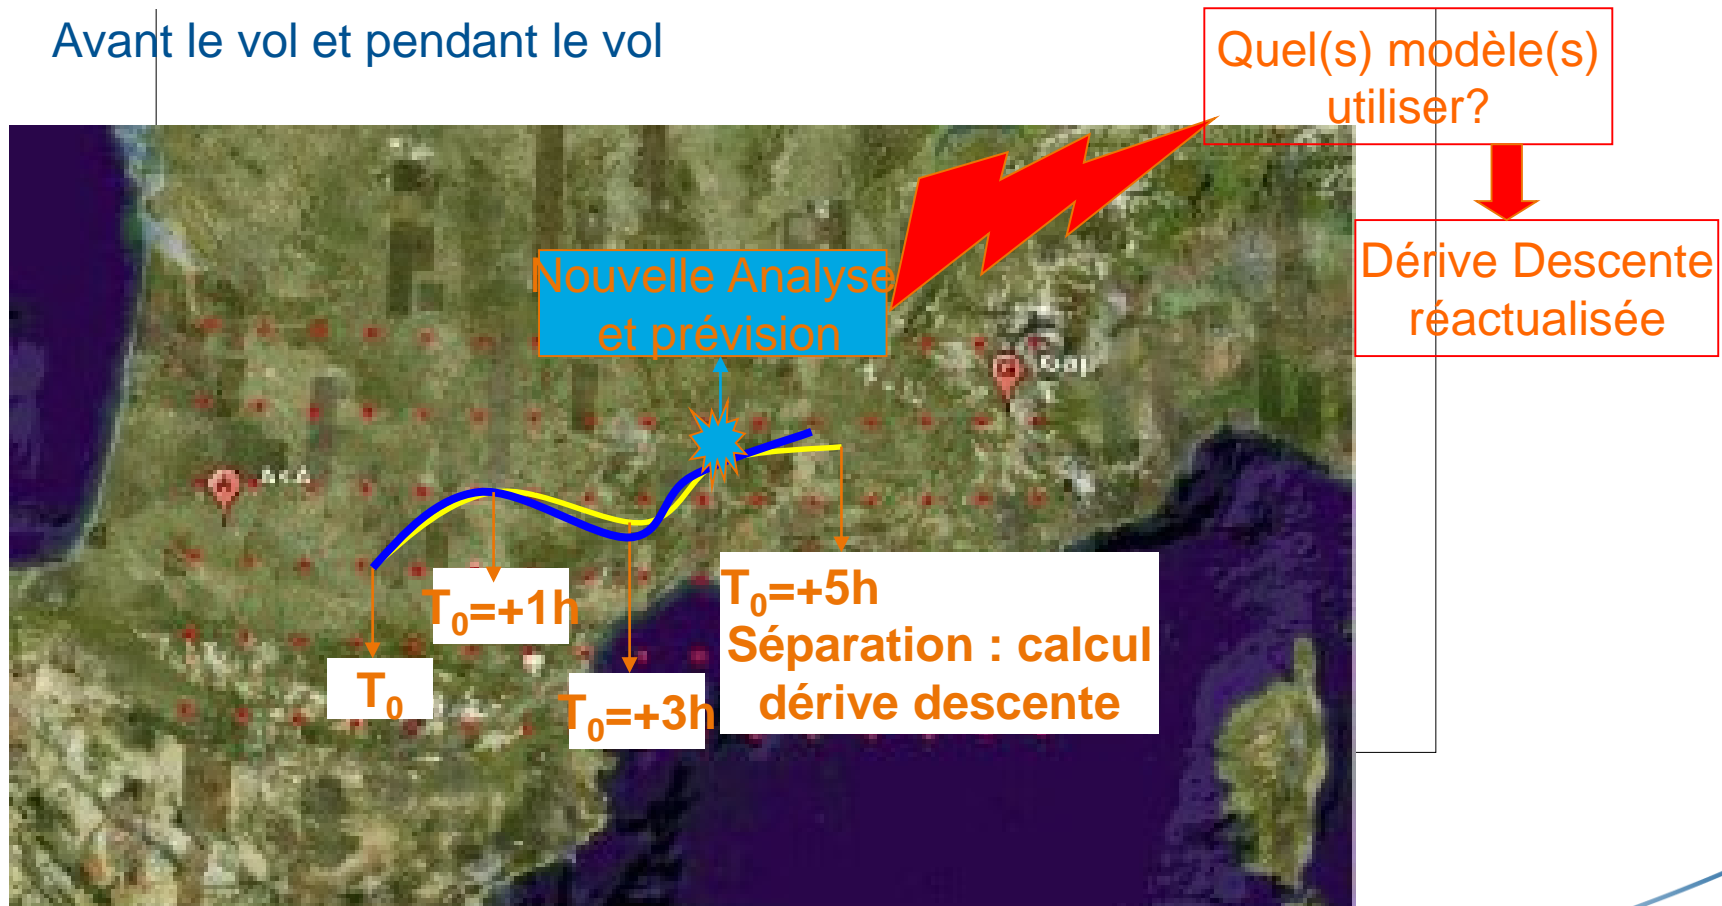 Avant le vol et pendant le vol
Quel(s) modèle(s)
utiliser?
Nouvelle Analyse
et prévision
Dérive Descente
réactualisée
T₀
T₀=+1h
T₀=+3h
T₀=+5h
Séparation : calcul
dérive descente